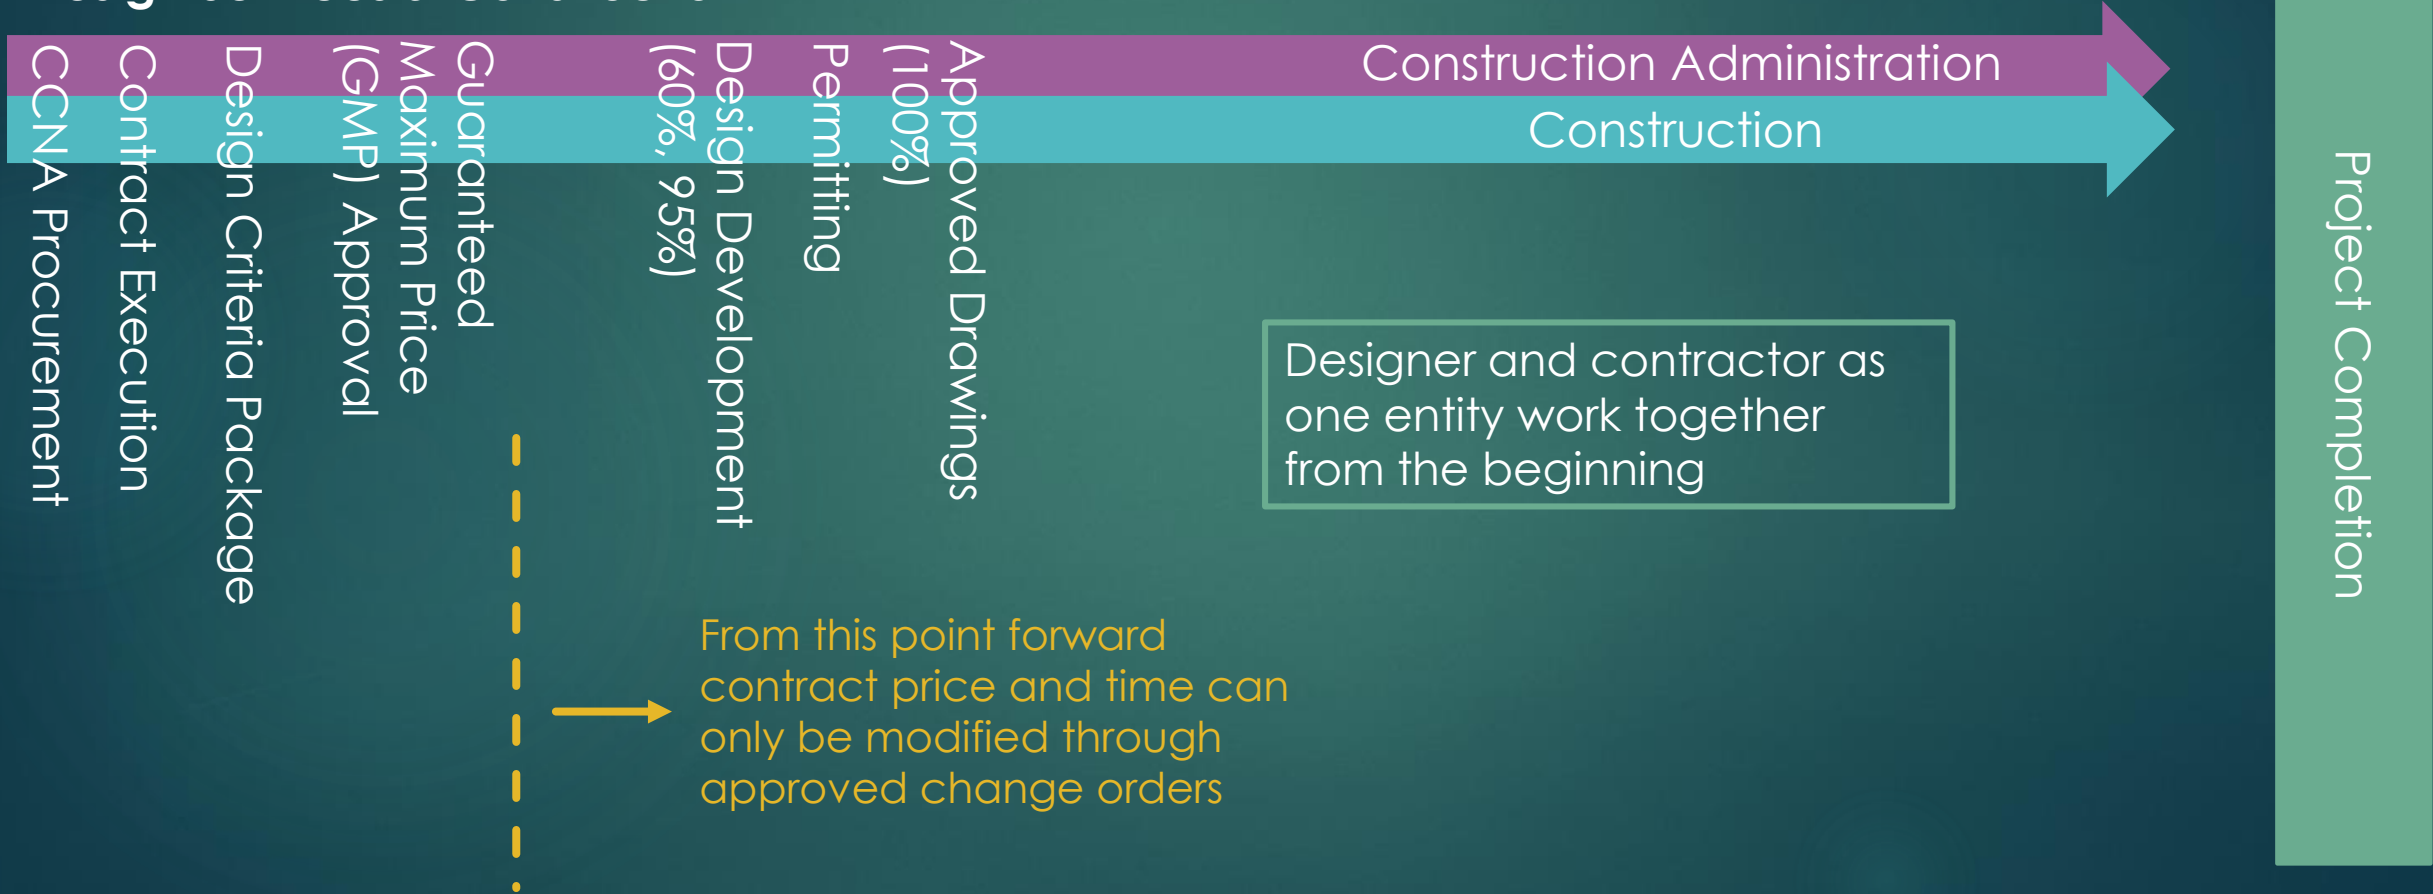 CCNA Procurement
Contract Execution
Design Criteria Package
Guaranteed
Maximum Price
(GMP) Approval
Design Development
(60%, 95%)
Permitting
Approved Drawings
(100%)
Construction Administration
Construction
Designer and contractor as
one entity work together
from the beginning
From this point forward
contract price and time can
only be modified through
approved change orders
Project Completion